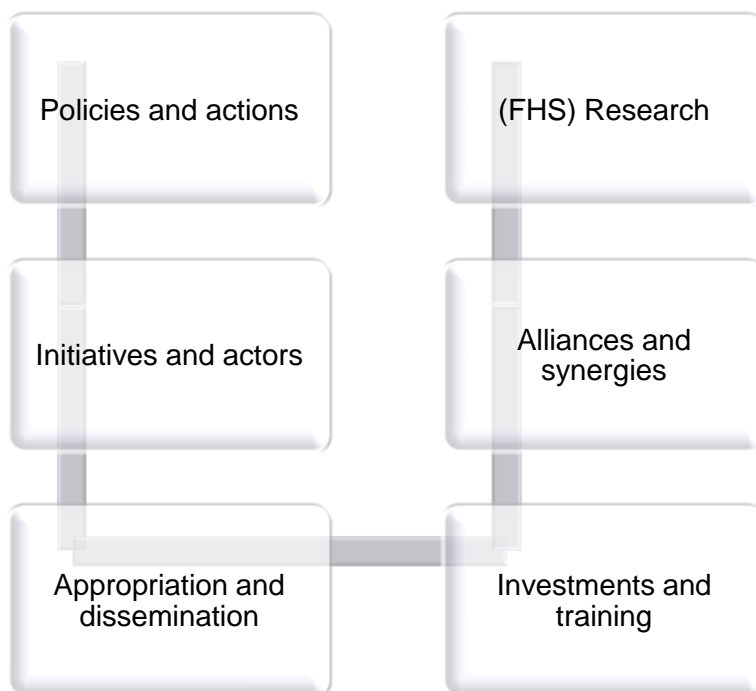 Policies and actions
(FHS) Research
Initiatives and actors
Alliances and
synergies
Appropriation and
dissemination
Investments and
training